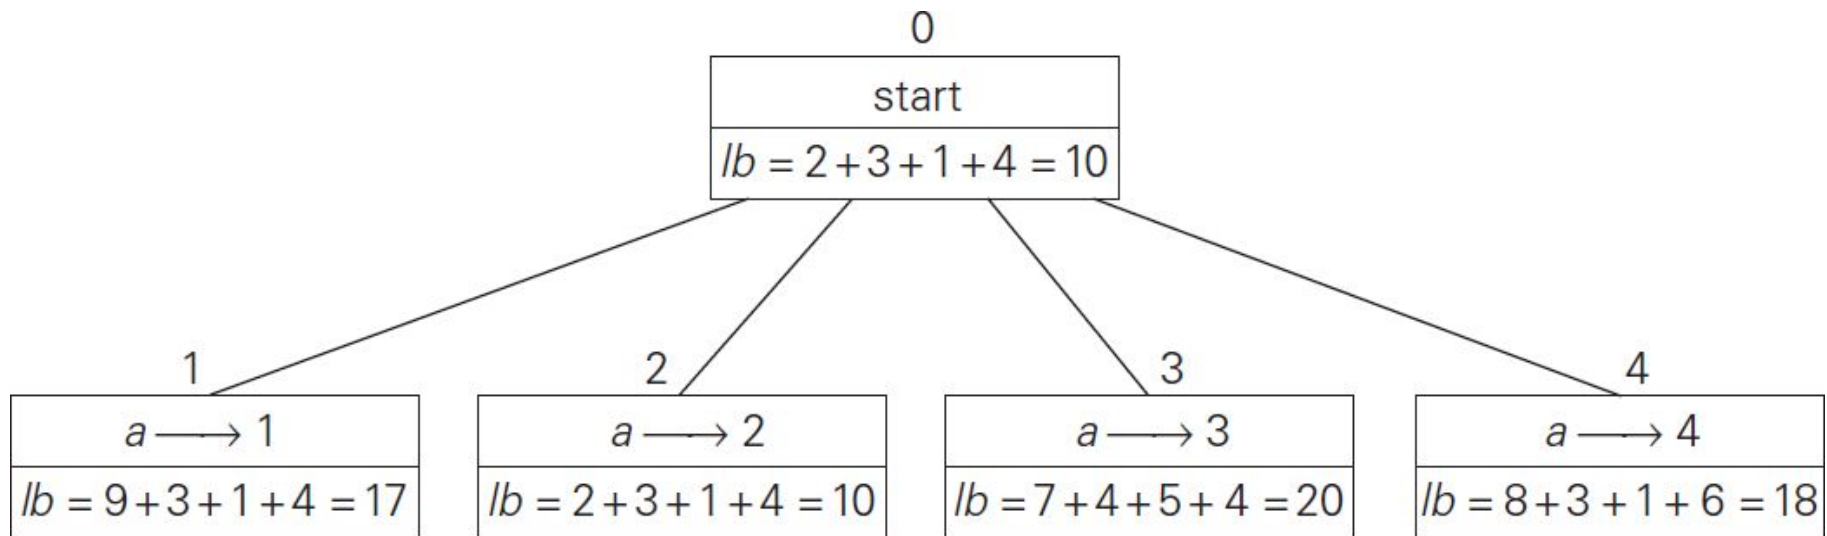 0
start
lb = 2+3+1+4 = 10
1 2 3 4
a ⟶ 1 a ⟶ 2 a ⟶ 3 a ⟶ 4
lb = 9+3+1+4 = 17 lb = 2+3+1+4 = 10 lb = 7+4+5+4 = 20 lb = 8+3+1+6 = 18